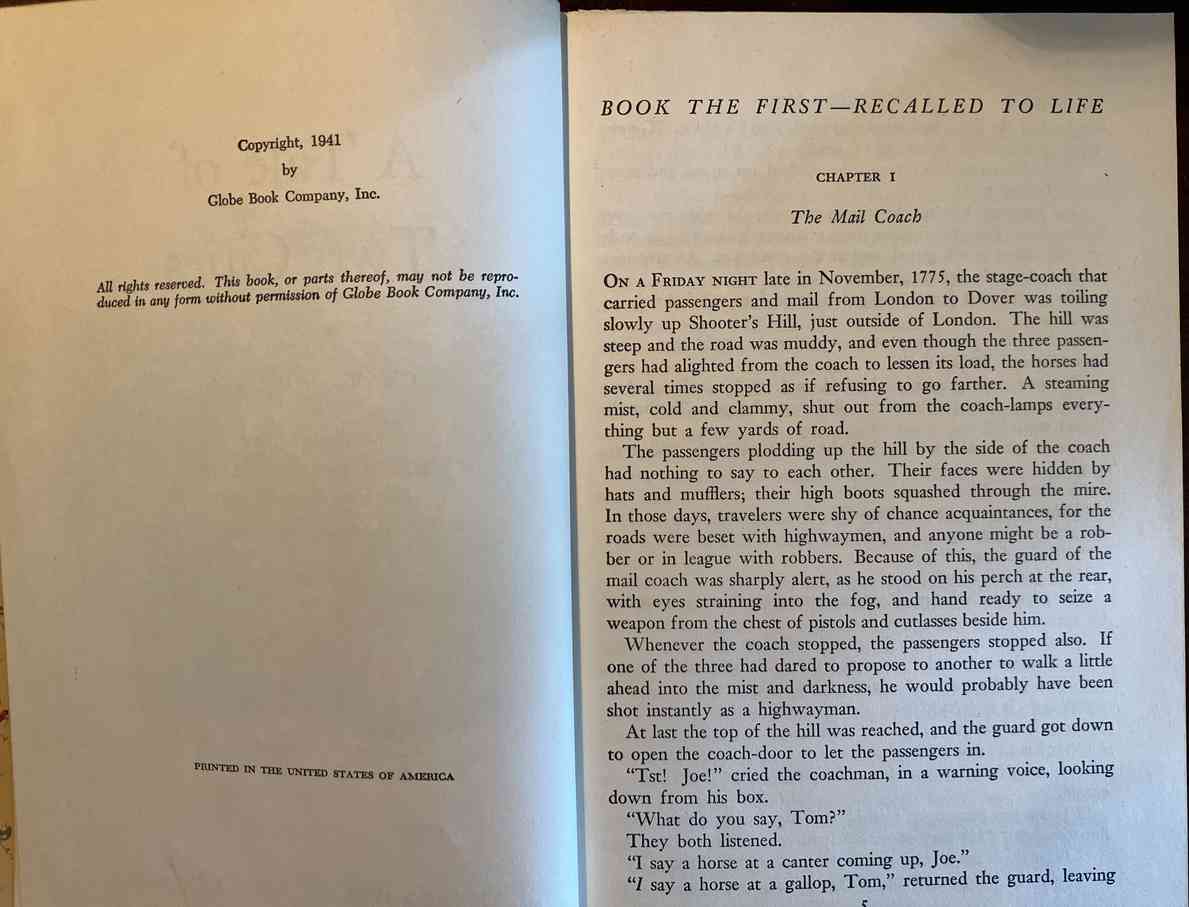 Copyright, 1941
by
Globe Book Company, Inc.
All rights reserved. This book, or parts thereof, may not be repro-
duced in any form without permission of Globe Book Company, Inc.
PRINTED IN THE UNITED STATES OF AMERICA
BOOK THE FIRST—RECALLED TO LIFE
CHAPTER I
The Mail Coach
ON A FRIDAY NIGHT late in November, 1775, the stage-coach that
carried passengers and mail from London to Dover was toiling
slowly up Shooter's Hill, just outside of London. The hill was
steep and the road was muddy, and even though the three passen-
gers had alighted from the coach to lessen its load, the horses had
several times stopped as if refusing to go farther. A steaming
mist, cold and clammy, shut out from the coach-lamps every-
thing but a few yards of road.
The passengers plodding up the hill by the side of the coach
had nothing to say to each other. Their faces were hidden by
hats and mufflers; their high boots squashed through the mire.
In those days, travelers were shy of chance acquaintances, for the
roads were beset with highwaymen, and anyone might be a rob-
ber or in league with robbers. Because of this, the guard of the
mail coach was sharply alert, as he stood on his perch at the rear,
with eyes straining into the fog, and hand ready to seize a
weapon from the chest of pistols and cutlasses beside him.
Whenever the coach stopped, the passengers stopped also. If
one of the three had dared to propose to another to walk a little
ahead into the mist and darkness, he would probably have been
shot instantly as a highwayman.
At last the top of the hill was reached, and the guard got down
to open the coach-door to let the passengers in.
"Tst! Joe!" cried the coachman, in a warning voice, looking
down from his box.
"What do you say, Tom?"
They both listened.
"I say a horse at a canter coming up, Joe."
"I say a horse at a gallop, Tom," returned the guard, leaving